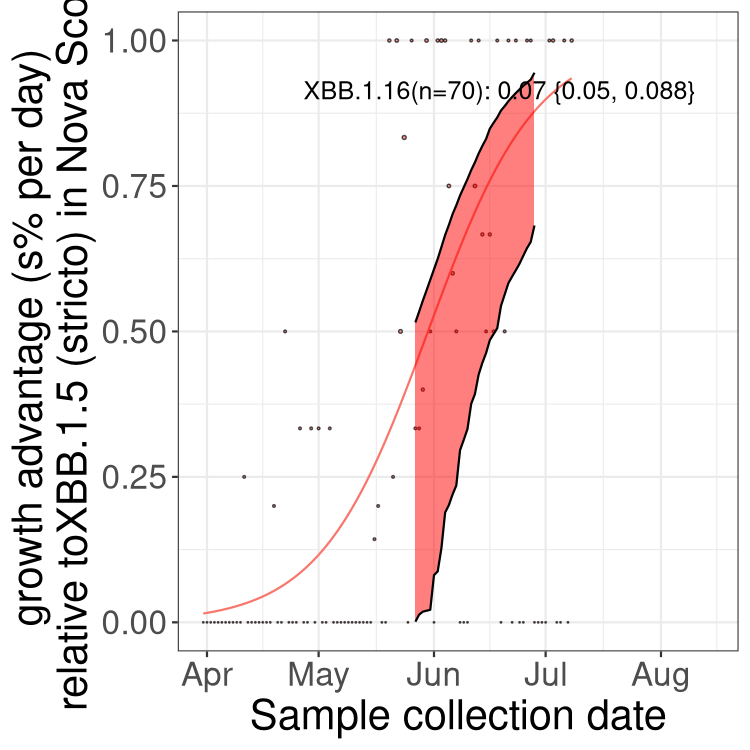 growth advantage (s% per day)
relative toXBB.1.5 (stricto) in Nova Sco
1.00
0.75
0.50
0.25
0.00
XBB.1.16(n=70): 0.07 {0.05, 0.088}
Apr May Jun Jul Aug
Sample collection date